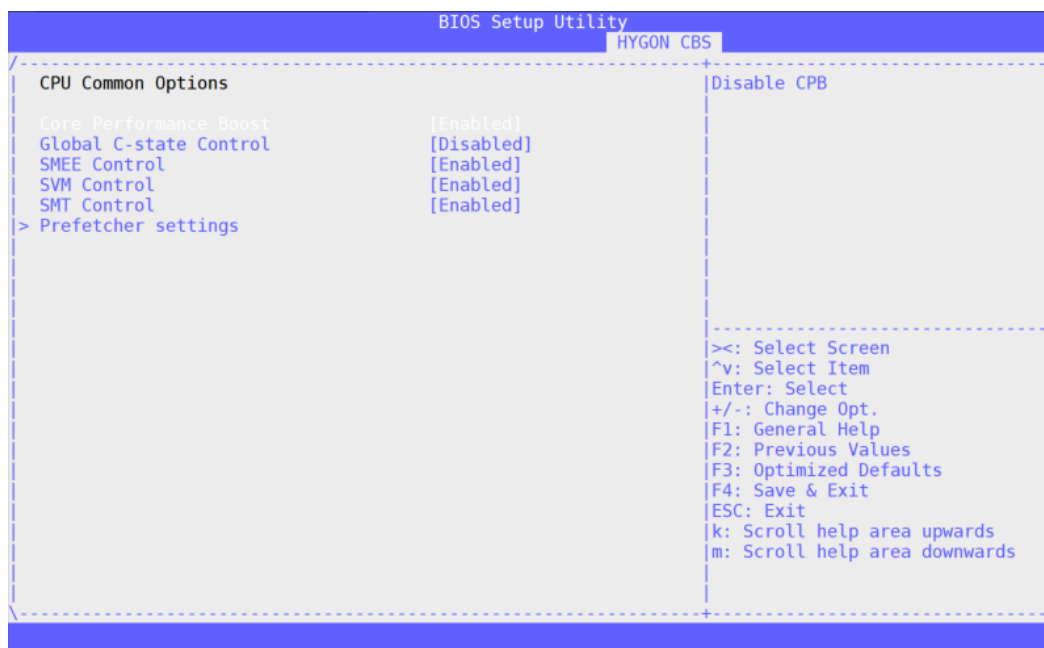 BIOS Setup Utility
HYGON CBS
CPU Common Options
Core Performance Boost [Enabled]
Global C-state Control [Disabled]
SMEE Control [Enabled]
SVM Control [Enabled]
SMT Control [Enabled]
> Prefetcher settings
Disable CPB
><: Select Screen
^v: Select Item
Enter: Select
+/-: Change Opt.
F1: General Help
F2: Previous Values
F3: Optimized Defaults
F4: Save & Exit
ESC: Exit
k: Scroll help area upwards
m: Scroll help area downwards